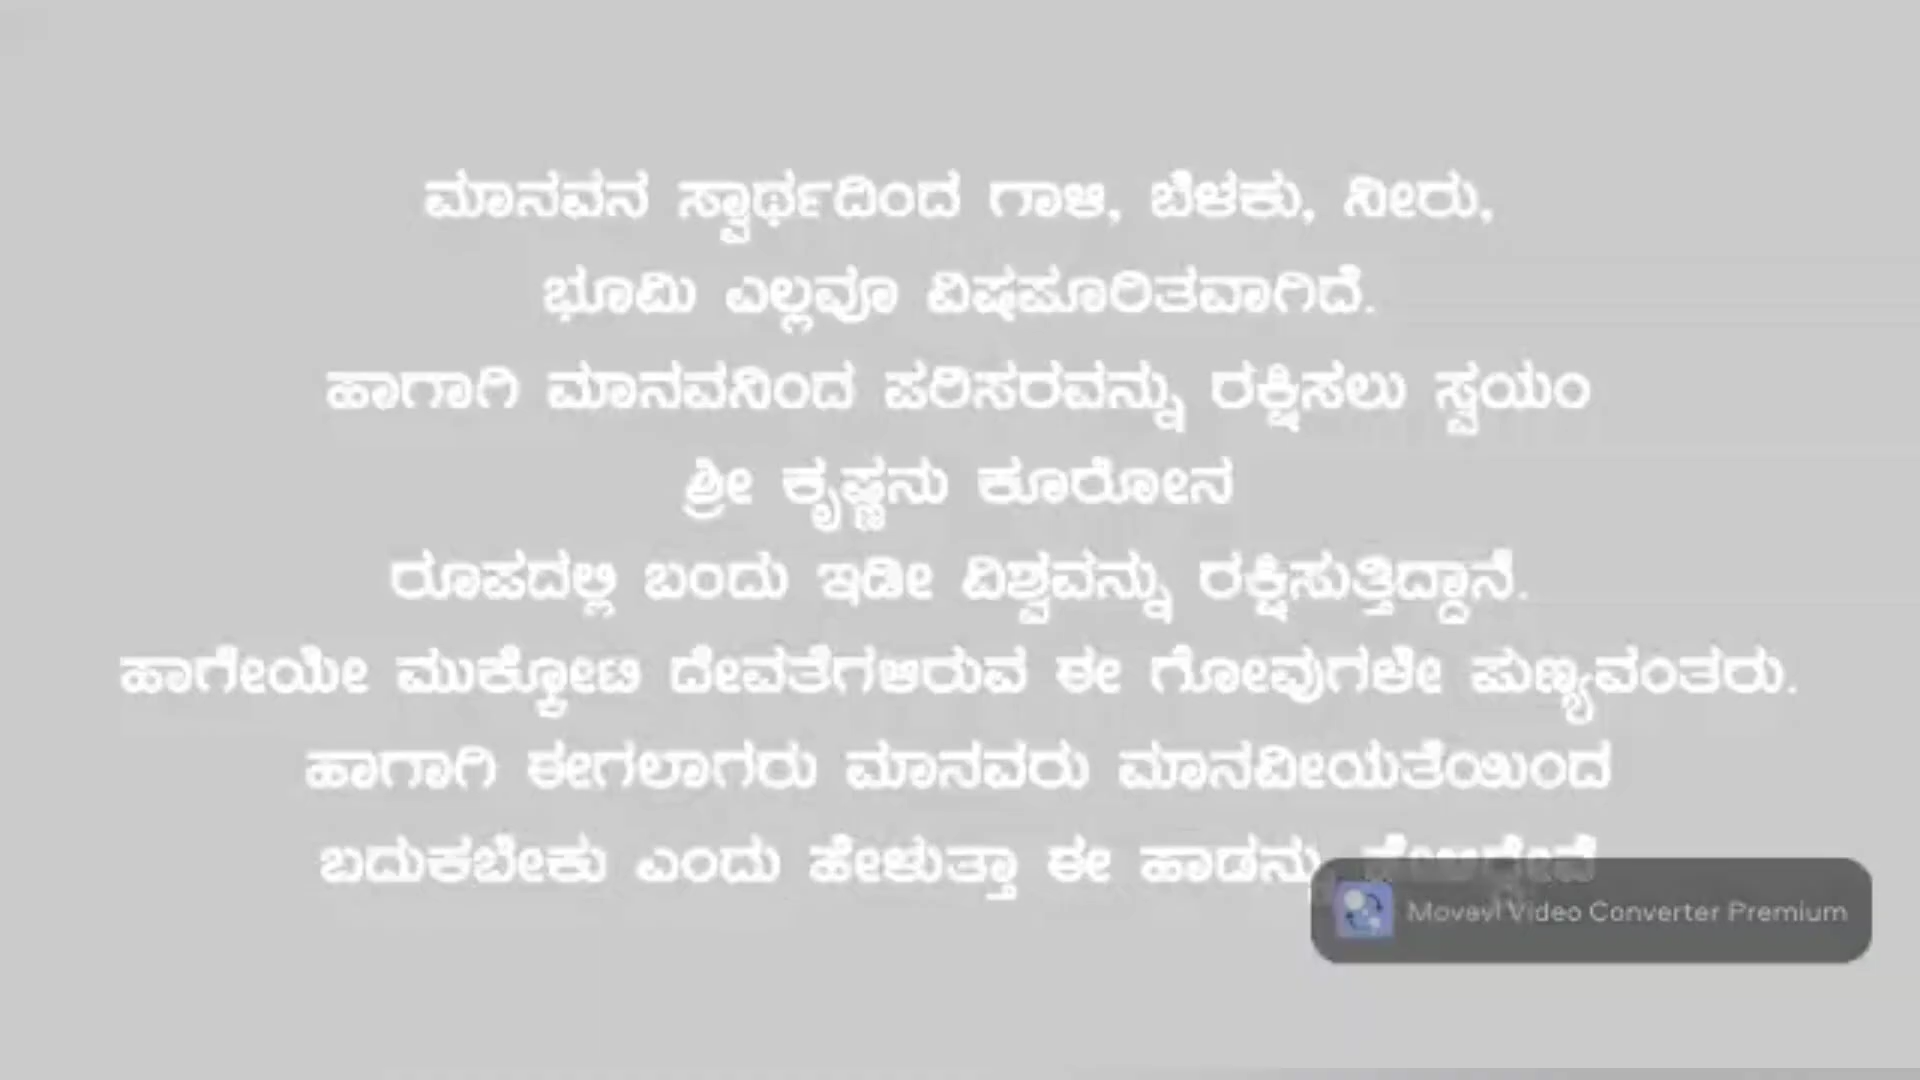 ಮಾನವನ ಸ್ವಾರ್ಥದಿಂದ ಗಾಳಿ, ಬೆಳಕು, ನೀರು,
ಭೂಮಿ ಎಲ್ಲವೂ ವಿಷಪೂರಿತವಾಗಿದೆ.
ಹಾಗಾಗಿ ಮಾನವನಿಂದ ಪರಿಸರವನ್ನು ರಕ್ಷಿಸಲು ಸ್ವಯಂ
ಶ್ರೀ ಕೃಷ್ಣನು ಕೂರೋನ
ರೂಪದಲ್ಲಿ ಬಂದು ಇಡೀ ವಿಶ್ವವನ್ನು ರಕ್ಷಿಸುತ್ತಿದ್ದಾನೆ.
ಹಾಗೇಯೇ ಮುಕ್ಕೋಟಿ ದೇವತೆಗಳಿರುವ ಈ ಗೋವುಗಳೇ ಪುಣ್ಯವಂತರು.
ಹಾಗಾಗಿ ಈಗಲಾಗರು ಮಾನವರು ಮಾನವೀಯತೆಯಿಂದ
ಬದುಕಬೇಕು ಎಂದು ಹೇಳುತ್ತಾ ಈ ಹಾಡನ್ನು
Movavi Video Converter Premium